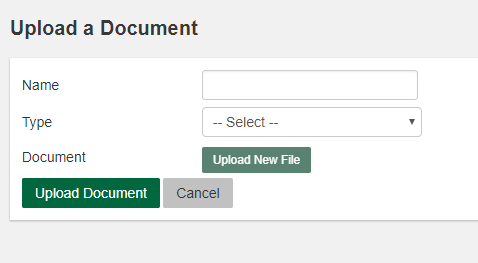 Upload a Document
Name
Type -- Select --
Document Upload New File
Upload Document Cancel